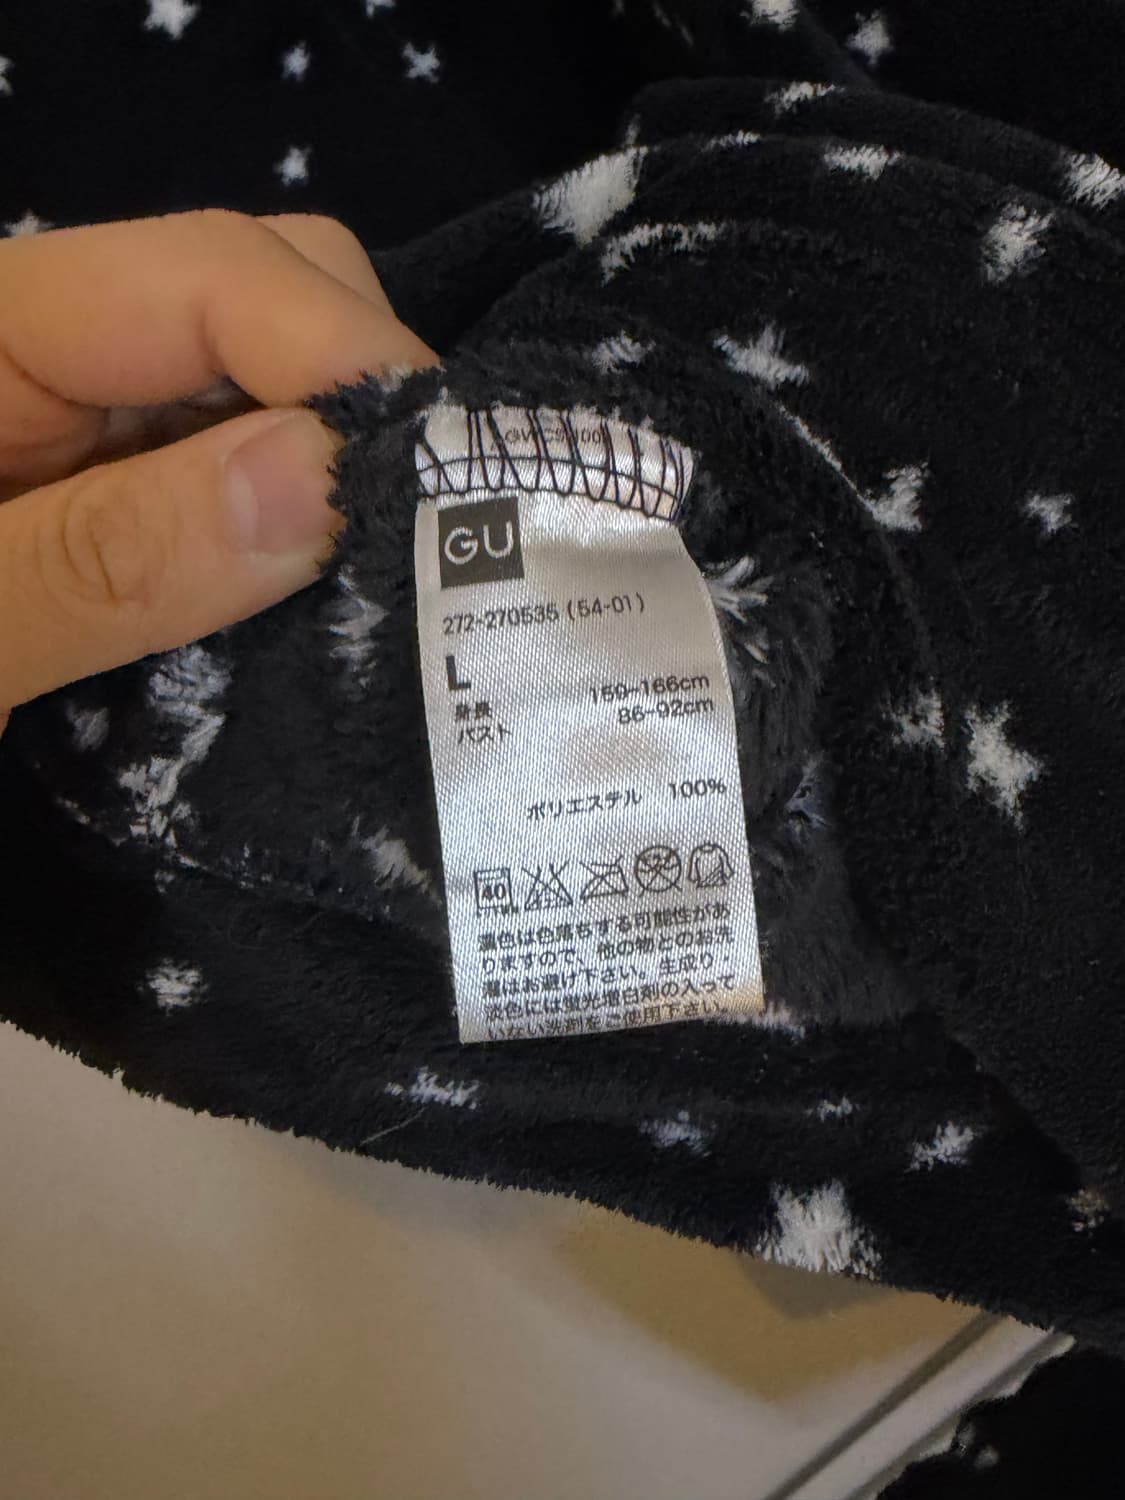 GU
272-270535 (54-01)
L
身長 150-166cm
バスト 86-92cm
ポリエステル 100%
40
濃色は色落ちする可能性があ
りますので、他の物とのお洗
濯はお避け下さい。生成り・
淡色には蛍光増白剤の入って
いない洗剤をご使用下さい。